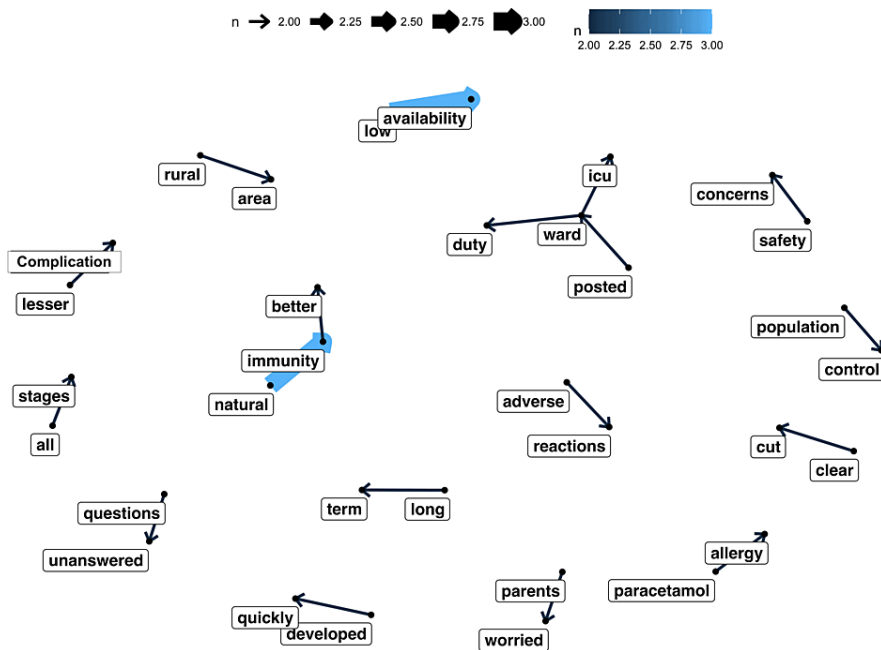 n 2.00 2.25 2.50 2.75 3.00
n
2.00 2.25 2.50 2.75 3.00
availability
low
rural
area
icu
concerns
duty
ward
safety
Complication
lesser
posted
better
population
immunity
control
stages
natural
adverse
all
reactions
cut
clear
questions
term
long
unanswered
allergy
parents
paracetamol
quickly
developed
worried